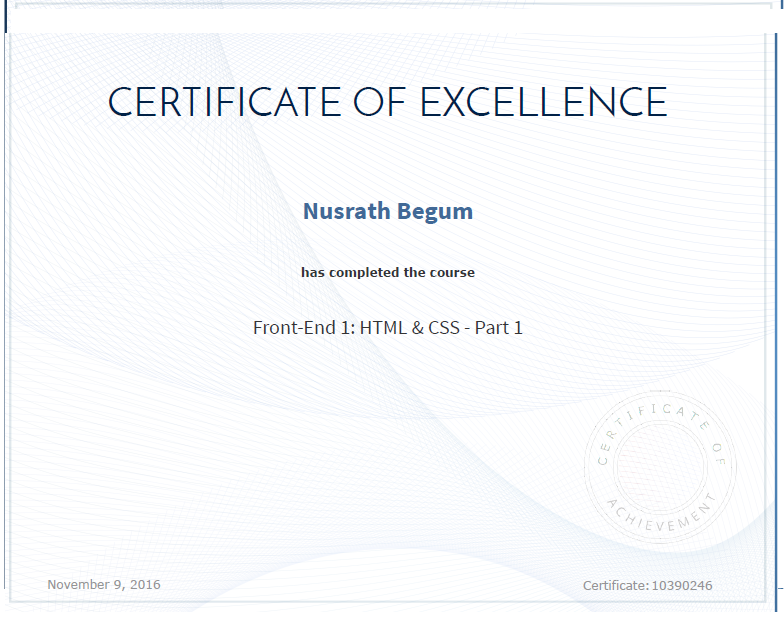 CERTIFICATE OF EXCELLENCE
Nusrath Begum
has completed the course
Front-End 1: HTML & CSS - Part 1
CERTIFICATE OF
ACHIEVEMENT
November 9, 2016
Certificate: 10390246